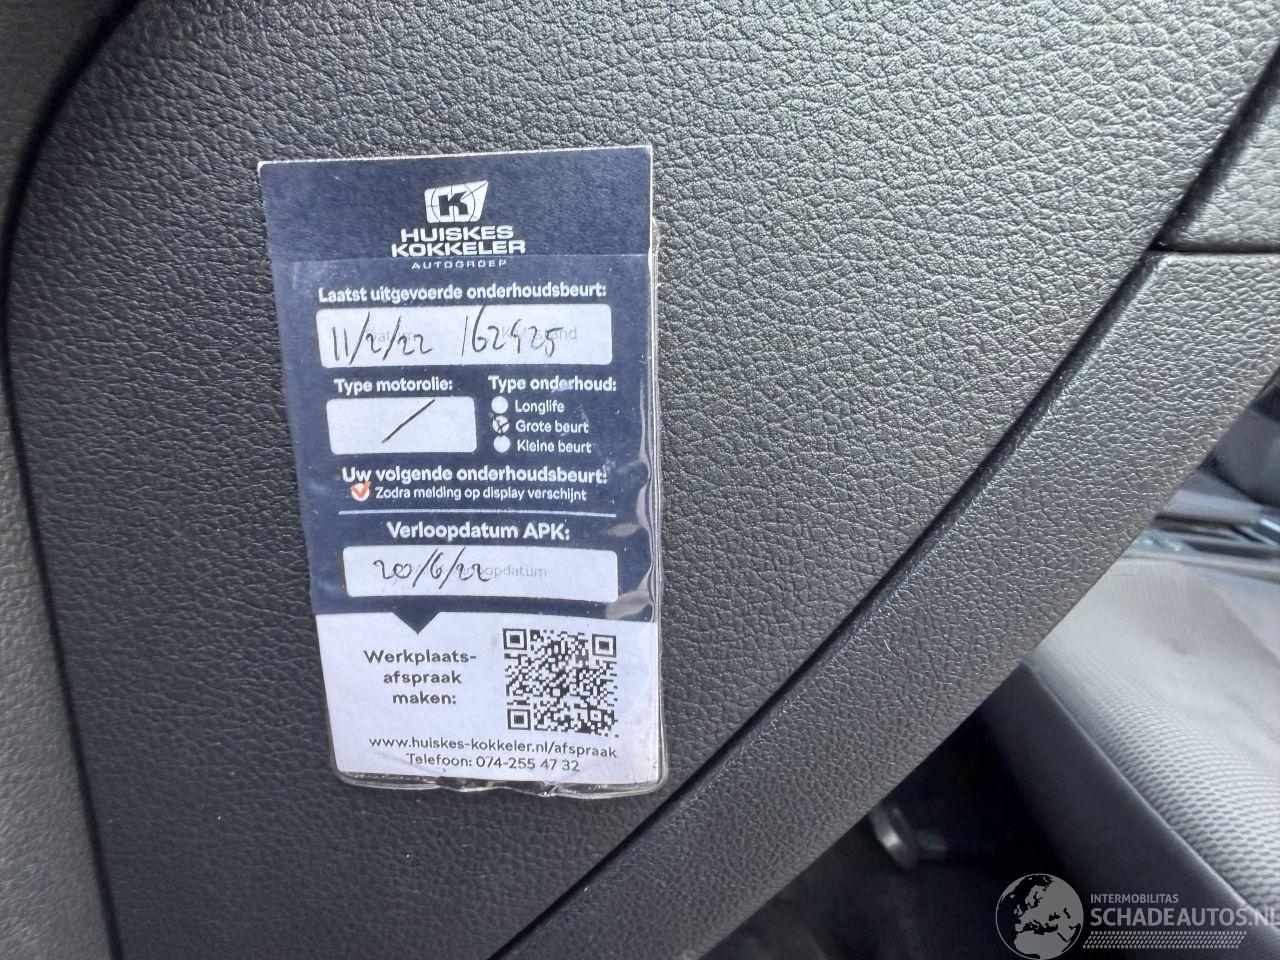 K
HUISKES
KOKKELER
AUTOGROEP
Laatst uitgevoerde onderhoudsbeurt:
11/2/22 162925
Type motorolie: Type onderhoud:
/
Longlife
Grote beurt
Kleine beurt
Uw volgende onderhoudsbeurt:
Zodra melding op display verschijnt
Verloopdatum APK:
20/6/22
Werkplaats-
afspraak
maken:
www.huiskes-kokkeler.nl/afspraak
Telefoon: 074-255 47 32
INTERMOBILITAS
SCHADEAUTOS.NL